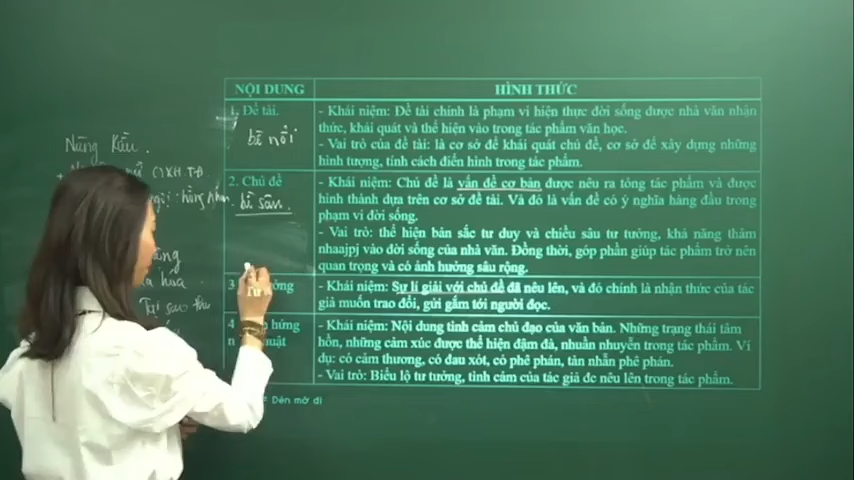 Nàng Kiều.
NỘI DUNG
HÌNH THỨC
1. Đề tài.
bề nổi
- Khái niệm: Đề tài chính là phạm vi hiện thực đời sống được nhà văn nhận
thức, khái quát và thể hiện vào trong tác phẩm văn học.
- Vai trò của đề tài: là cơ sở để khái quát chủ đề, cơ sở để xây dựng những
hình tượng, tính cách điển hình trong tác phẩm.
2. Chủ đề
bề sâu.
- Khái niệm: Chủ đề là vấn đề cơ bản được nêu ra tổng tác phẩm và được
hình thành dựa trên cơ sở đề tài. Và đó là vấn đề có ý nghĩa hàng đầu trong
phạm vi đời sống.
- Vai trò: thể hiện bản sắc tư duy và chiều sâu tư tưởng, khả năng thâm
nhaajpj vào đời sống của nhà văn. Đồng thời, góp phần giúp tác phẩm trở nên
quan trọng và có ảnh hưởng sâu rộng.
3
- Khái niệm: Sự lí giải với chủ đề đã nêu lên, và đó chính là nhận thức của tác
giả muốn trao đổi, gửi gắm tới người đọc.
4
hứng
- Khái niệm: Nội dung tình cảm chủ đạo của văn bản. Những trạng thái tâm
hồn, những cảm xúc được thể hiện đậm đà, nhuần nhuyễn trong tác phẩm. Ví
dụ: có cảm thương, có đau xót, có phê phán, tàn nhẫn phê phán.
- Vai trò: Biểu lộ tư tưởng, tình cảm của tác giả đc nêu lên trong tác phẩm.
Tại sao